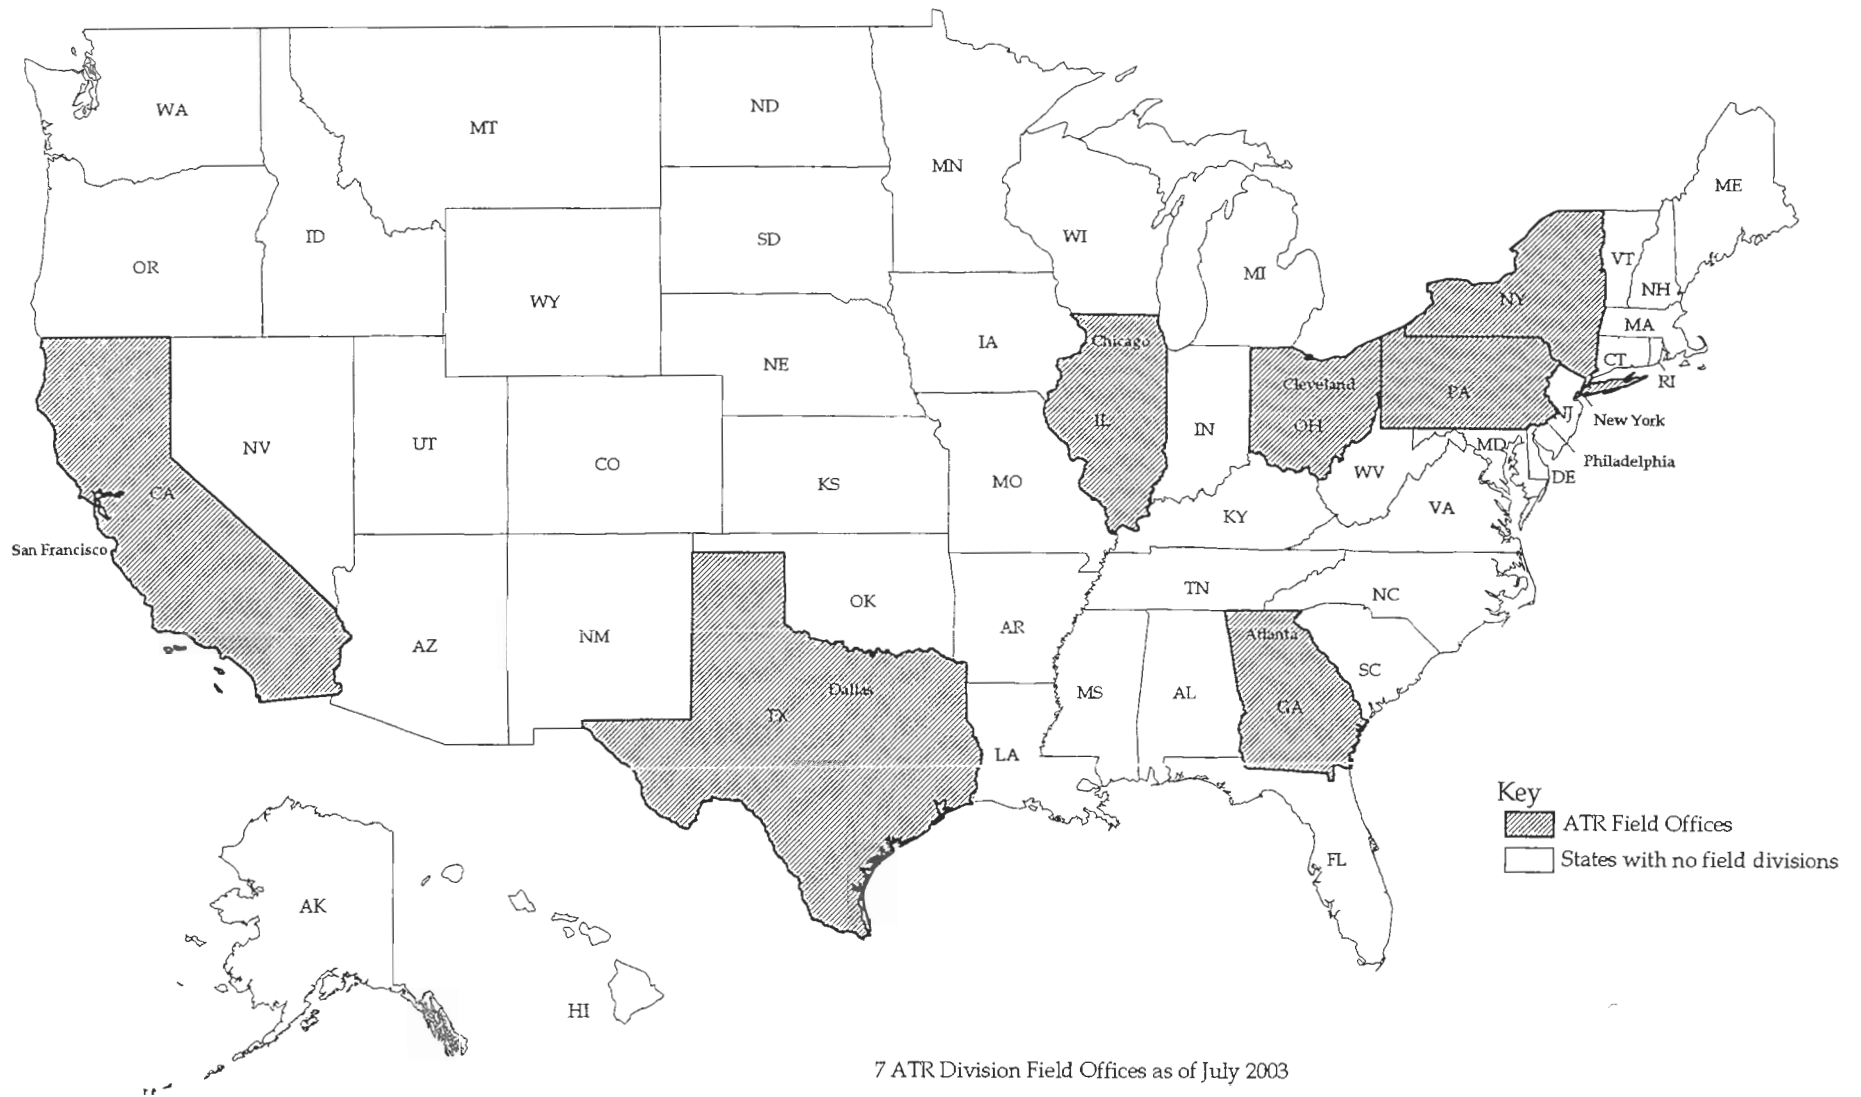 WA
MT
ND
MN
ME
OR
ID
SD
WI
MI
VT
NH
WY
NY
MA
IA
Chicago
NE
CT
RI
Cleveland
PA
NV
UT
CO
IL
OH
IN
NJ
New York
KS
MO
WV
MD
Philadelphia
DE
CA
KY
VA
San Francisco
OK
TN
NC
AZ
NM
AR
Atlanta
SC
Dallas
MS
AL
GA
TX
LA
Key
ATR Field Offices
States with no field divisions
FL
AK
HI
7 ATR Division Field Offices as of July 2003